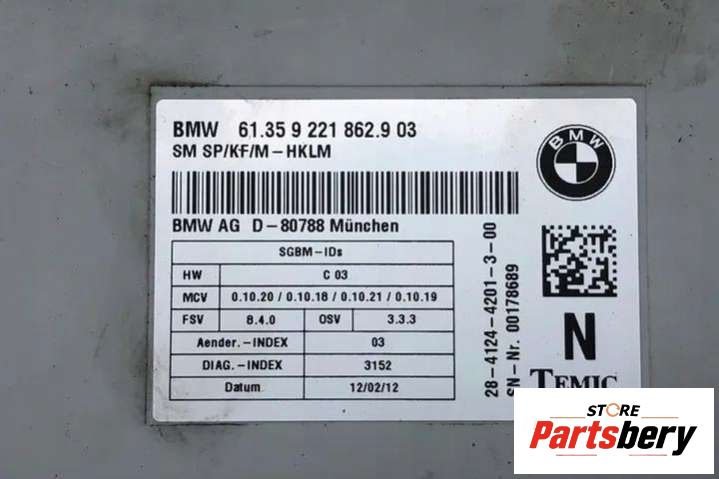 BMW 61.35 9 221 862.9 03
SM SP/KF/M-HKLM
BMW AG D-80788 München
SGBM-IDs
HW C 03
MCV 0.10.20 / 0.10.18 / 0.10.21 / 0.10.19
FSV 8.4.0 OSV 3.3.3
Aender.-INDEX 03
DIAG.-INDEX 3152
Datum 12/02/12
BMW
28-4124-4201-3-00
SN-Nr. 00178689
N
TEMIC
STORE
Partsbery